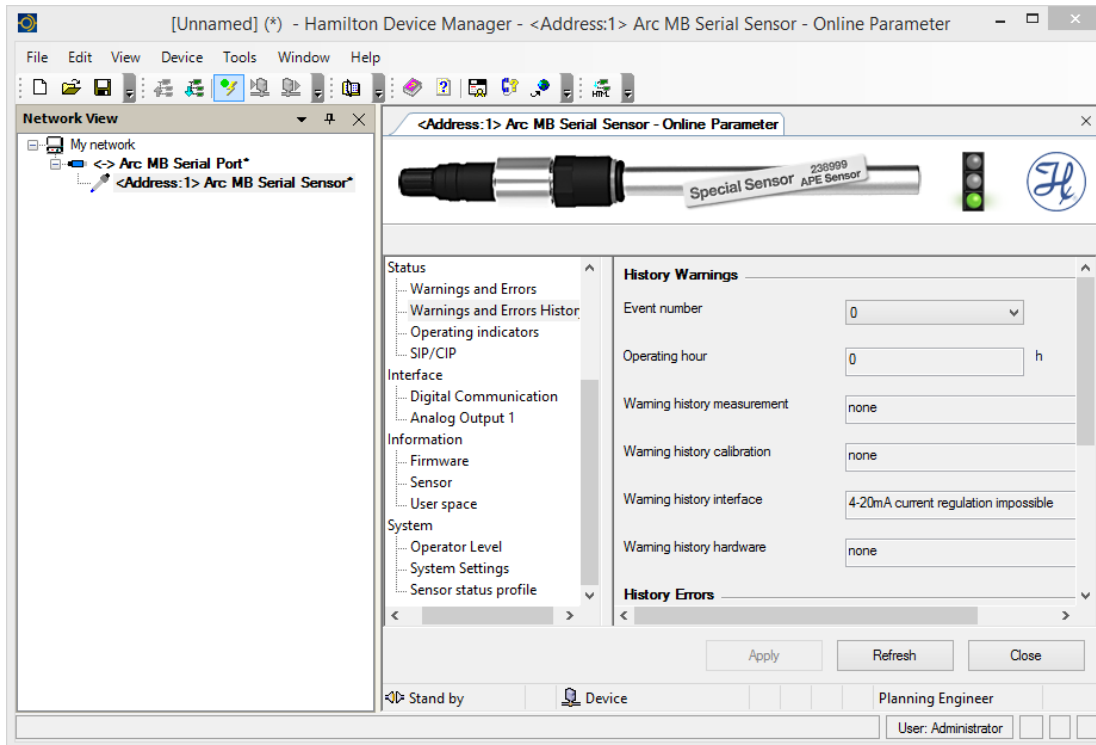 [Unnamed] (*) - Hamilton Device Manager - <Address:1> Arc MB Serial Sensor - Online Parameter
File Edit View Device Tools Window Help
Network View
My network
<-> Arc MB Serial Port*
<Address:1> Arc MB Serial Sensor*
<Address:1> Arc MB Serial Sensor - Online Parameter
238999
Special Sensor APE Sensor
H
Status
Warnings and Errors
Warnings and Errors Histor
Operating indicators
SIP/CIP
Interface
Digital Communication
Analog Output 1
Information
Firmware
Sensor
User space
System
Operator Level
System Settings
Sensor status profile
History Warnings
Event number 0
Operating hour 0 h
Warning history measurement none
Warning history calibration none
Warning history interface 4-20mA current regulation impossible
Warning history hardware none
History Errors
Apply Refresh Close
Stand by Device Planning Engineer
User: Administrator